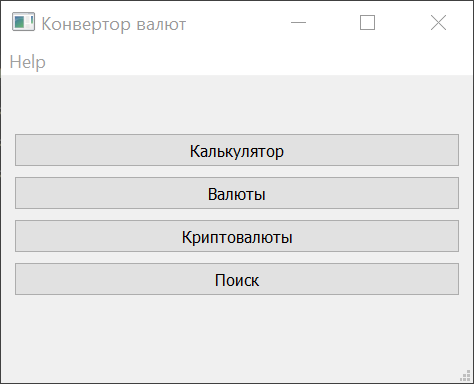 Конвертор валют
Help
Калькулятор
Валюты
Криптовалюты
Поиск